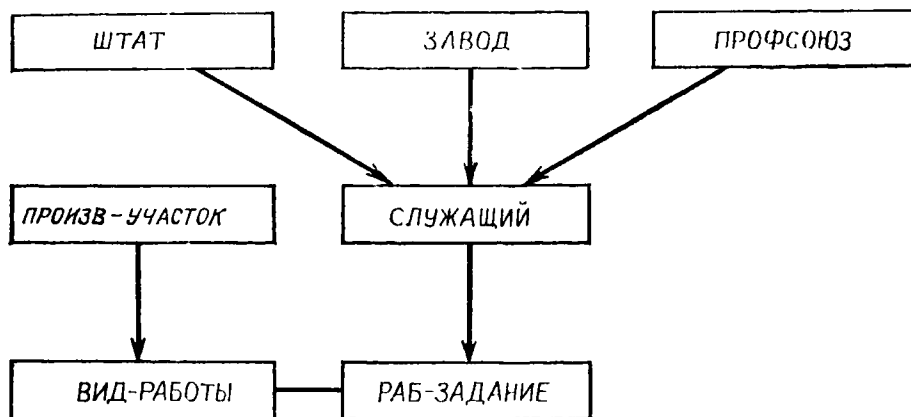 ШТАТ
ЗАВОД
ПРОФСОЮЗ
ПРОИЗВ-УЧАСТОК
СЛУЖАЩИЙ
ВИД-РАБОТЫ
РАБ-ЗАДАНИЕ